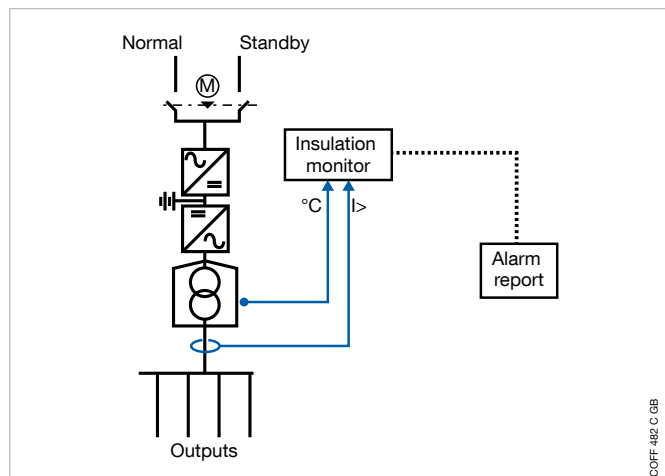 Normal Standby
M
Insulation
monitor
°C I>
Alarm
report
Outputs
COFF 482 C GB